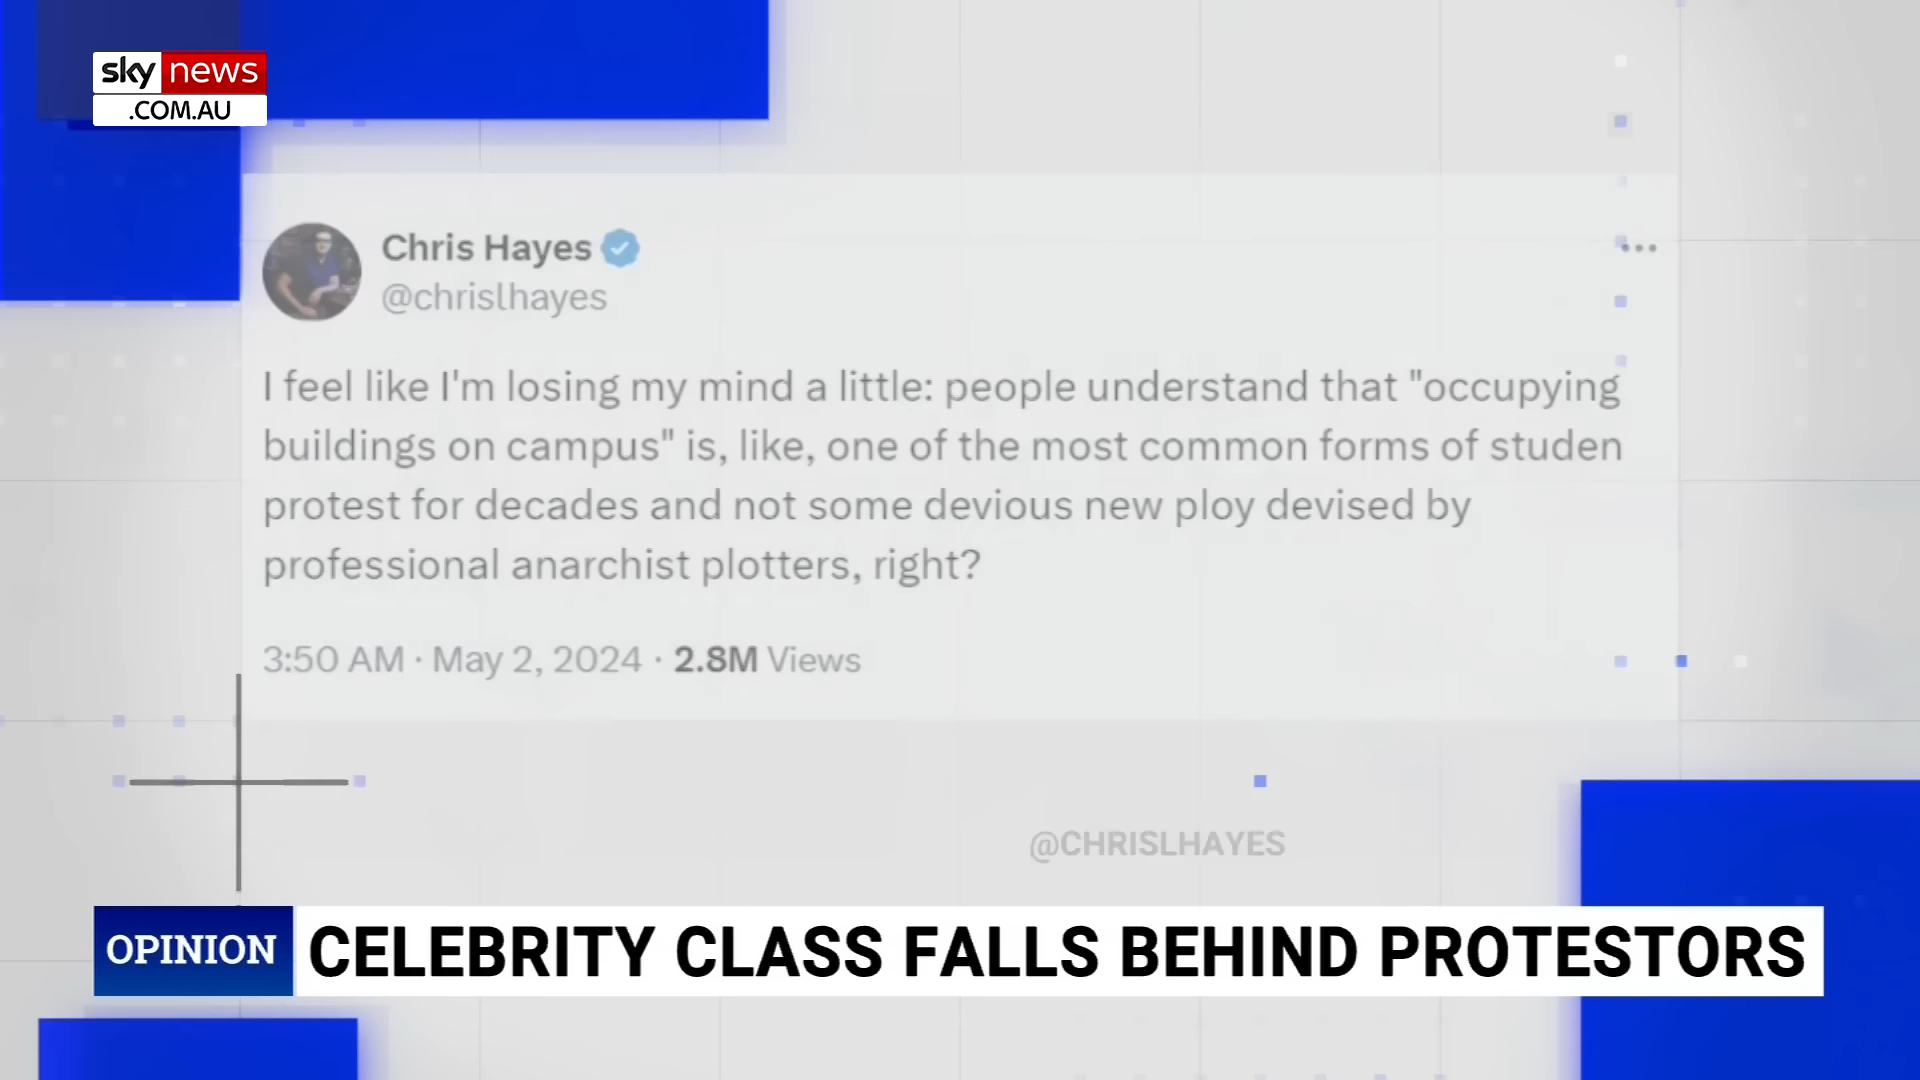 sky news
.COM.AU
Chris Hayes
@chrislhayes
I feel like I'm losing my mind a little: people understand that "occupying
buildings on campus" is, like, one of the most common forms of studen
protest for decades and not some devious new ploy devised by
professional anarchist plotters, right?
3:50 AM · May 2, 2024 · 2.8M Views
@CHRISLHAYES
OPINION CELEBRITY CLASS FALLS BEHIND PROTESTORS